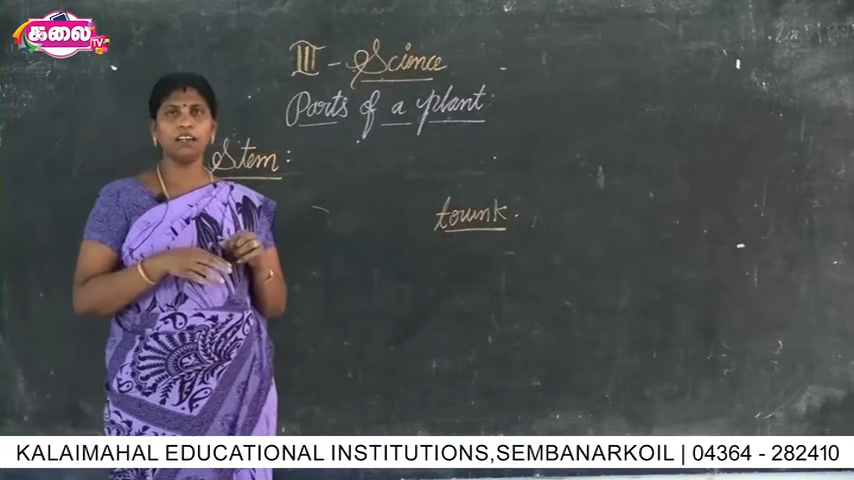 கலை TV
III - Science
Parts of a plant:
Stem:
tounk.
KALAIMAHAL EDUCATIONAL INSTITUTIONS,SEMBANARKOIL | 04364 - 282410